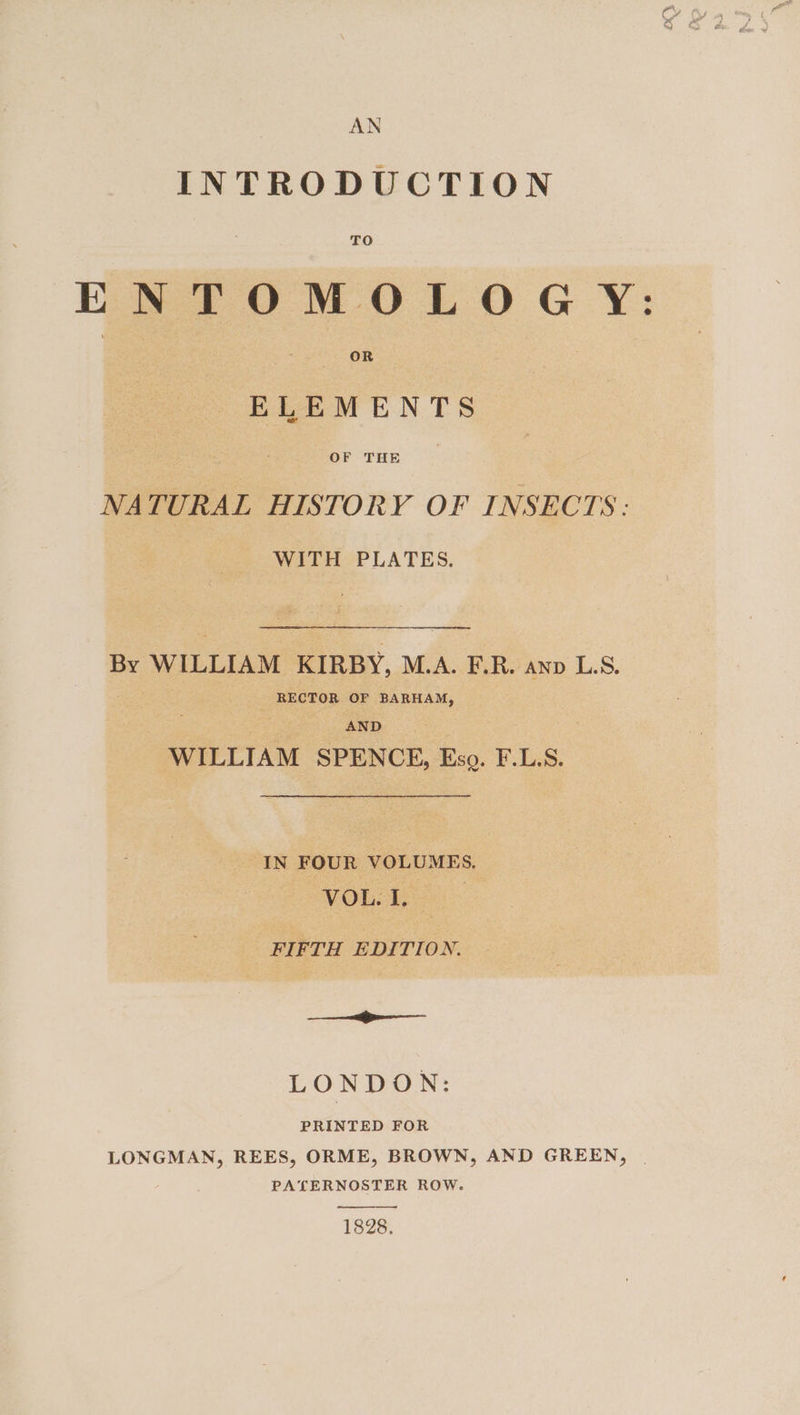 88225
AN
INTRODUCTION
TO
ENTOMOLOGY:
OR
ELEMENTS
OF THE
NATURAL HISTORY OF INSECTS:
WITH PLATES.
By WILLIAM KIRBY, M.A. F.R. AND L.S.
RECTOR OF BARHAM,
AND
WILLIAM SPENCE, Esq. F.L.S.
IN FOUR VOLUMES.
VOL. I.
FIFTH EDITION.
LONDON:
PRINTED FOR
LONGMAN, REES, ORME, BROWN, AND GREEN,
PATERNOSTER ROW.
1828.